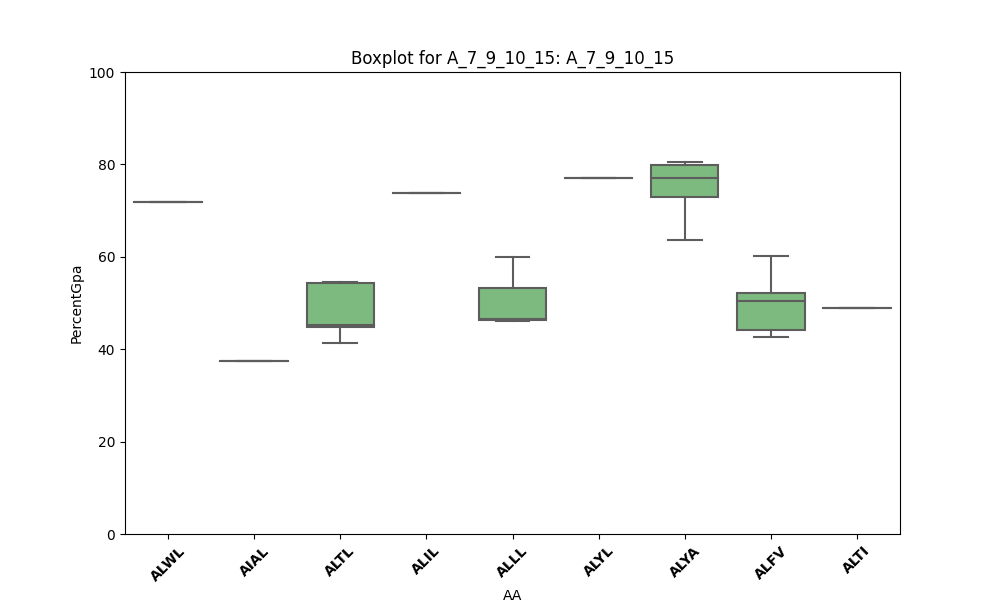 Boxplot for A_7_9_10_15: A_7_9_10_15
100
80
60
40
20
0
PercentGpa
ALWL
AIAL
ALTL
ALIL
ALLL
ALYL
ALYA
ALFV
ALTI
AA